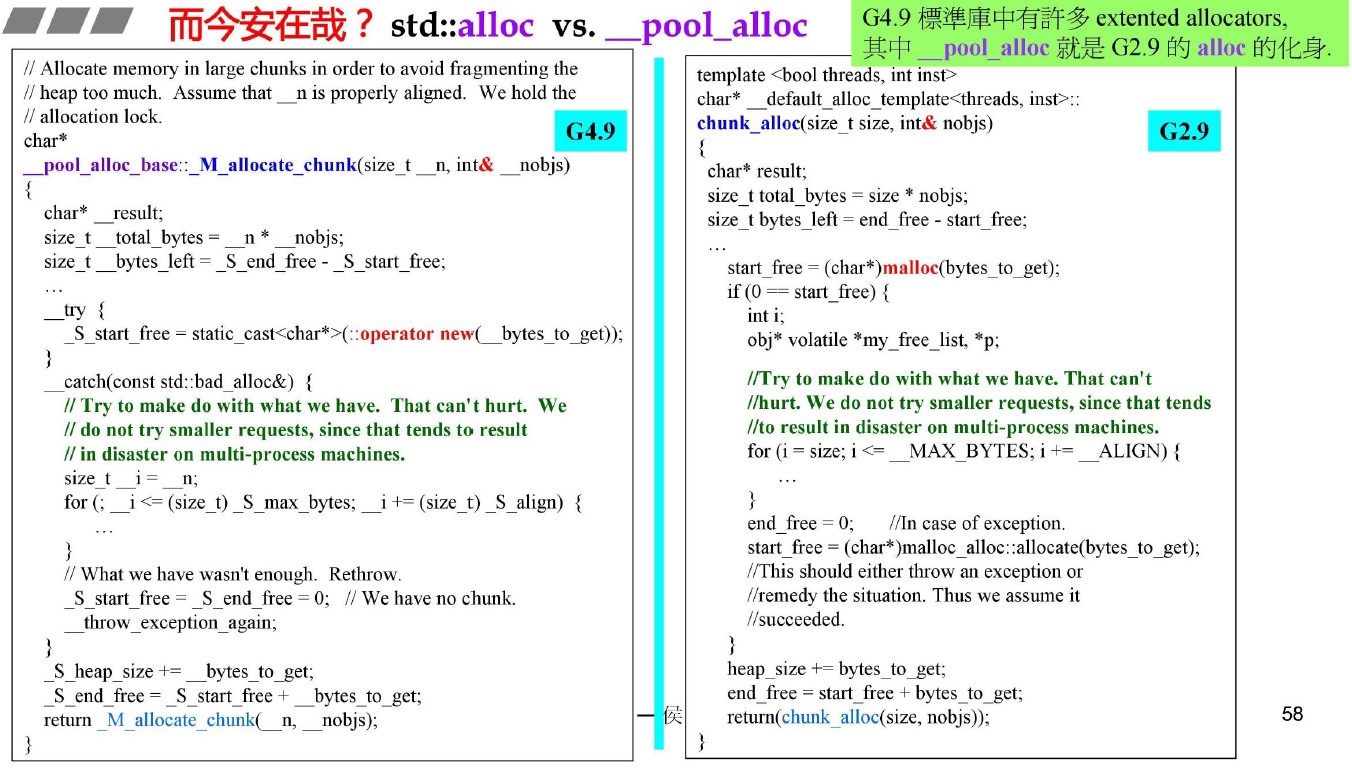 而今安在哉？ std::alloc vs. __pool_alloc
G4.9 標準庫中有許多 extented allocators,
其中 __pool_alloc 就是 G2.9 的 alloc 的化身.
// Allocate memory in large chunks in order to avoid fragmenting the
// heap too much. Assume that __n is properly aligned. We hold the
// allocation lock.
G4.9
char*
__pool_alloc_base::_M_allocate_chunk(size_t __n, int& __nobjs)
{
char* __result;
size_t __total_bytes = __n * __nobjs;
size_t __bytes_left = _S_end_free - _S_start_free;
…
__try {
_S_start_free = static_cast<char*>(::operator new(__bytes_to_get));
}
__catch(const std::bad_alloc&) {
// Try to make do with what we have. That can't hurt. We
// do not try smaller requests, since that tends to result
// in disaster on multi-process machines.
size_t __i = __n;
for (; __i <= (size_t) _S_max_bytes; __i += (size_t) _S_align) {
…
}
// What we have wasn't enough. Rethrow.
_S_start_free = _S_end_free = 0; // We have no chunk.
__throw_exception_again;
}
_S_heap_size += __bytes_to_get;
_S_end_free = _S_start_free + __bytes_to_get;
return _M_allocate_chunk(__n, __nobjs);
}
template <bool threads, int inst>
char* __default_alloc_template<threads, inst>::
chunk_alloc(size_t size, int& nobjs)
G2.9
{
char* result;
size_t total_bytes = size * nobjs;
size_t bytes_left = end_free - start_free;
…
start_free = (char*)malloc(bytes_to_get);
if (0 == start_free) {
int i;
obj* volatile *my_free_list, *p;
//Try to make do with what we have. That can't
//hurt. We do not try smaller requests, since that tends
//to result in disaster on multi-process machines.
for (i = size; i <= __MAX_BYTES; i += __ALIGN) {
…
}
end_free = 0; //In case of exception.
start_free = (char*)malloc_alloc::allocate(bytes_to_get);
//This should either throw an exception or
//remedy the situation. Thus we assume it
//succeeded.
}
heap_size += bytes_to_get;
end_free = start_free + bytes_to_get;
return(chunk_alloc(size, nobjs));
}
— 侯
58